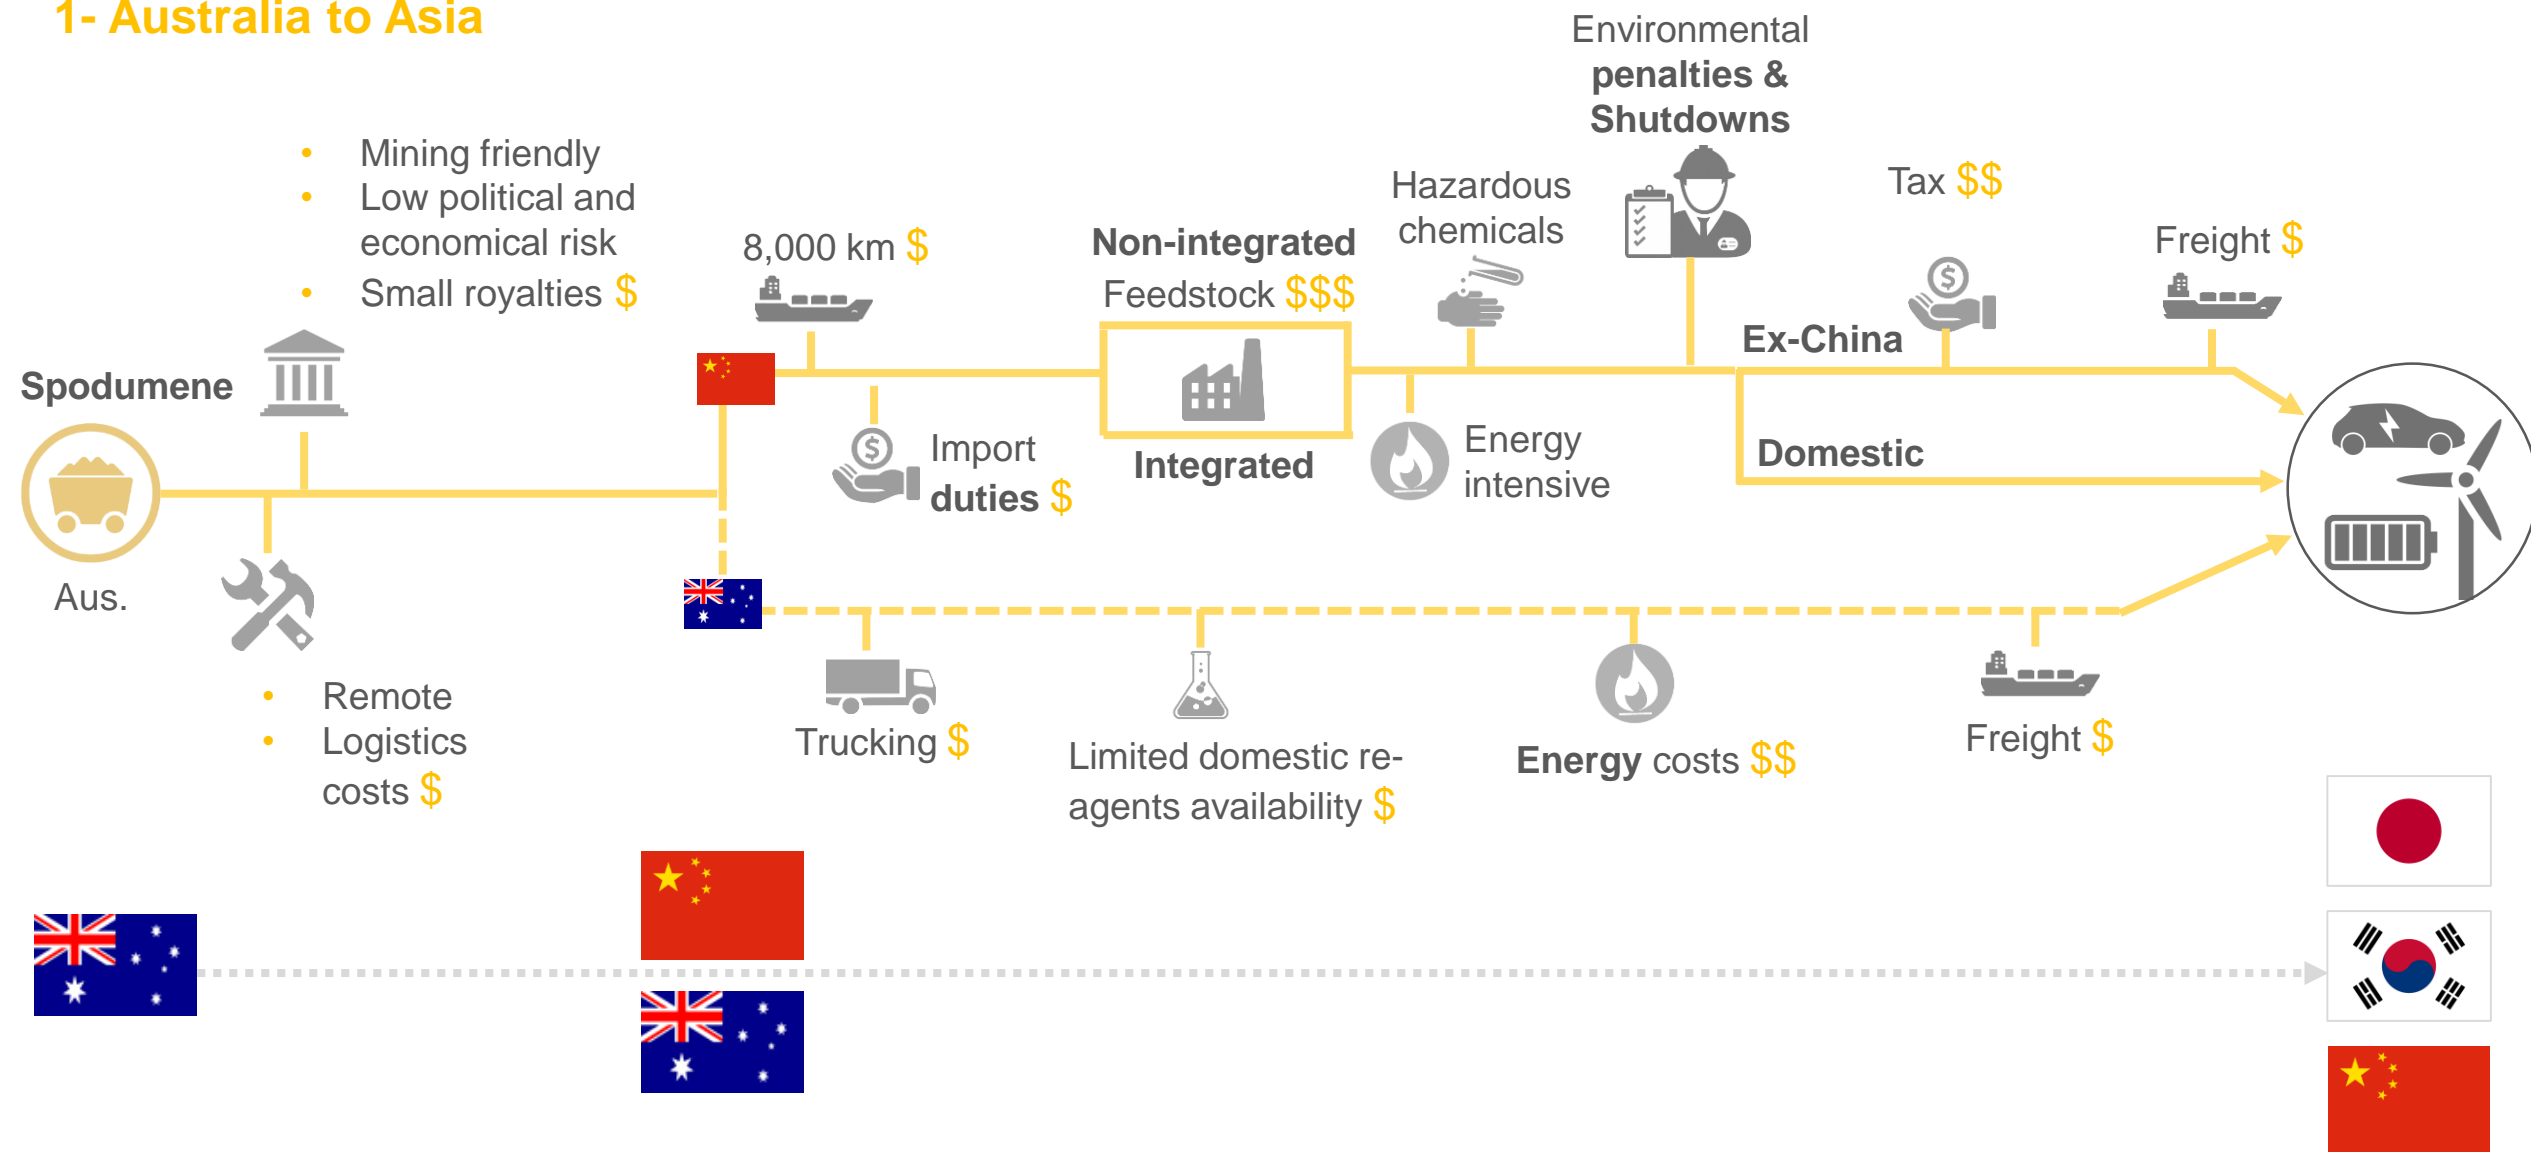 1- Australia to Asia
Environmental
penalties &
Shutdowns
• Mining friendly
• Low political and
economical risk
• Small royalties $
8,000 km $
Non-integrated
Feedstock $$$
Hazardous
chemicals
Tax $$
Freight $
Spodumene
Ex-China
Import
duties $
Integrated
Energy
intensive
Domestic
Aus.
• Remote
• Logistics
costs $
Trucking $
Limited domestic re-
agents availability $
Energy costs $$
Freight $